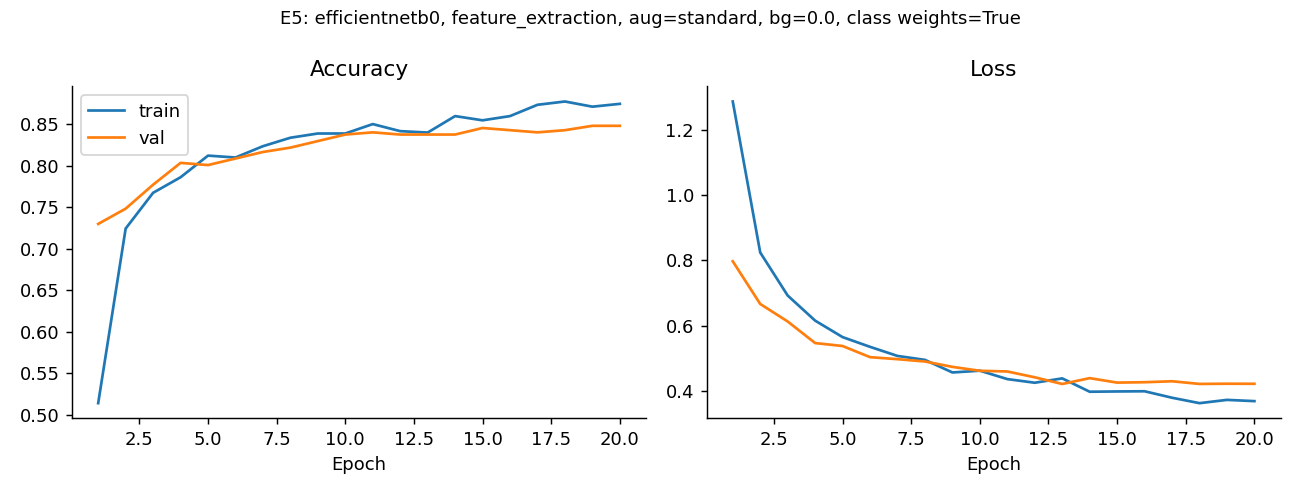 E5: efficientnetb0, feature_extraction, aug=standard, bg=0.0, class weights=True
Accuracy
train
val
0.85
0.80
0.75
0.70
0.65
0.60
0.55
0.50
2.5 5.0 7.5 10.0 12.5 15.0 17.5 20.0
Epoch
Loss
1.2
1.0
0.8
0.6
0.4
2.5 5.0 7.5 10.0 12.5 15.0 17.5 20.0
Epoch